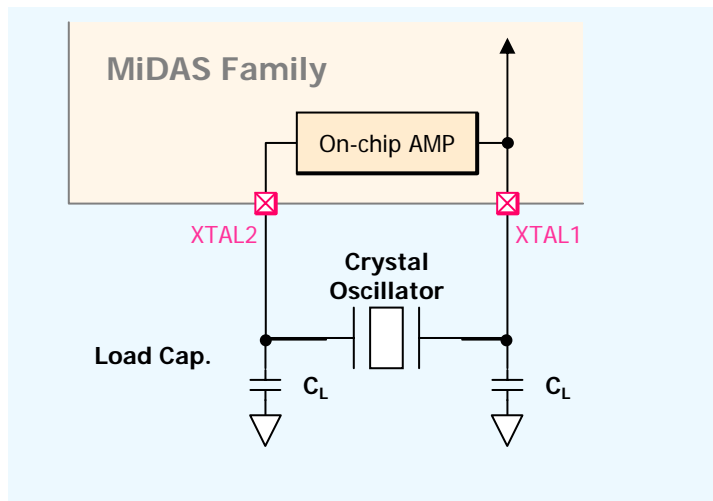 MiDAS Family
On-chip AMP
XTAL2
XTAL1
Crystal
Oscillator
Load Cap.
CL
CL